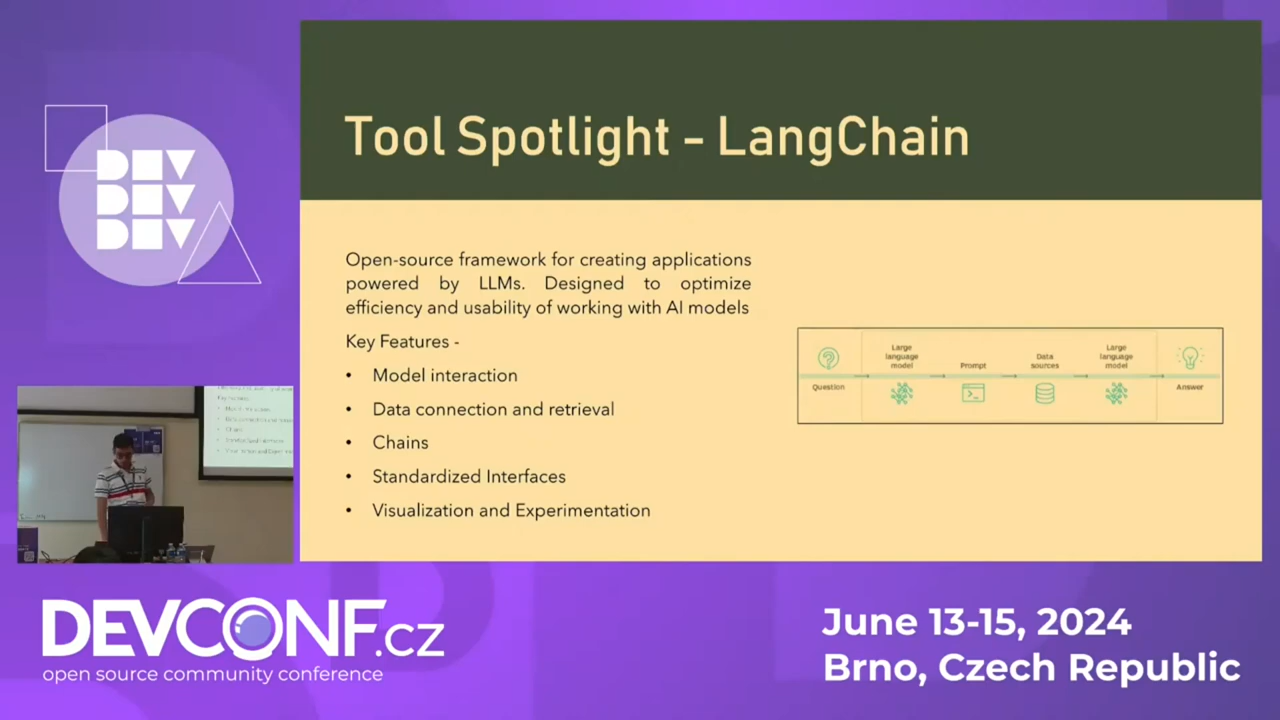 DEV
DEV
DEV
Tool Spotlight - LangChain
Open-source framework for creating applications
powered by LLMs. Designed to optimize
efficiency and usability of working with AI models
Key Features -
• Model interaction
• Data connection and retrieval
• Chains
• Standardized Interfaces
• Visualization and Experimentation
Question
Large
language
model
Prompt
Data
sources
Large
language
model
Answer
DEVCONF.CZ
open source community conference
June 13-15, 2024
Brno, Czech Republic